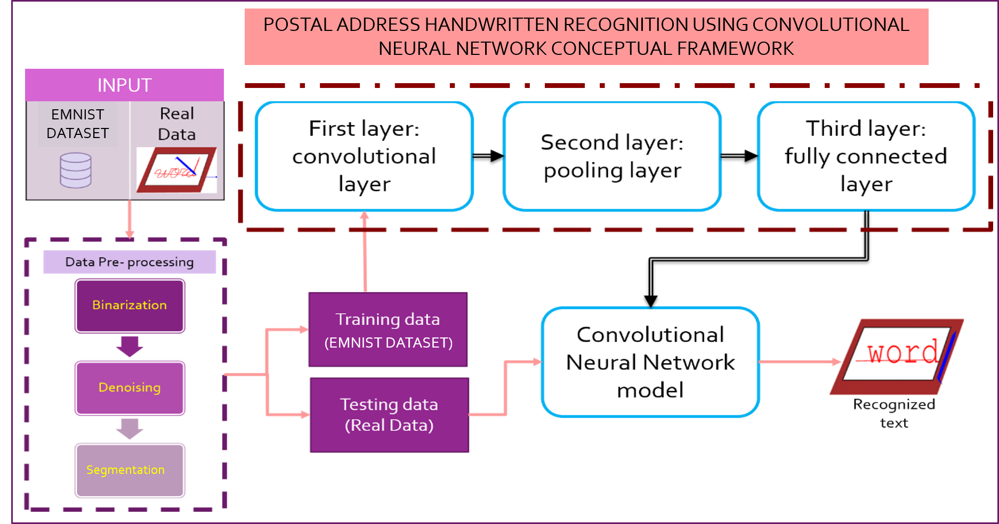 POSTAL ADDRESS HANDWRITTEN RECOGNITION USING CONVOLUTIONAL
NEURAL NETWORK CONCEPTUAL FRAMEWORK
INPUT
EMNIST
DATASET
Real
Data
word
First layer:
convolutional
layer
Second layer:
pooling layer
Third layer:
fully connected
layer
Data Pre- processing
Binarization
Denoising
Segmentation
Training data
(EMNIST DATASET)
Testing data
(Real Data)
Convolutional
Neural Network
model
word
Recognized
text